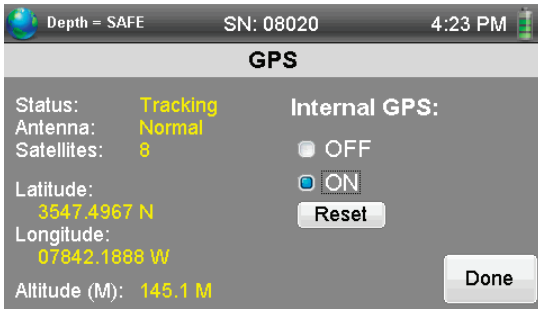 Depth = SAFE SN: 08020 4:23 PM
GPS
Status: Tracking
Antenna: Normal
Satellites: 8
Latitude:
3547.4967 N
Longitude:
07842.1888 W
Altitude (M): 145.1 M
Internal GPS:
OFF
ON
Reset
Done